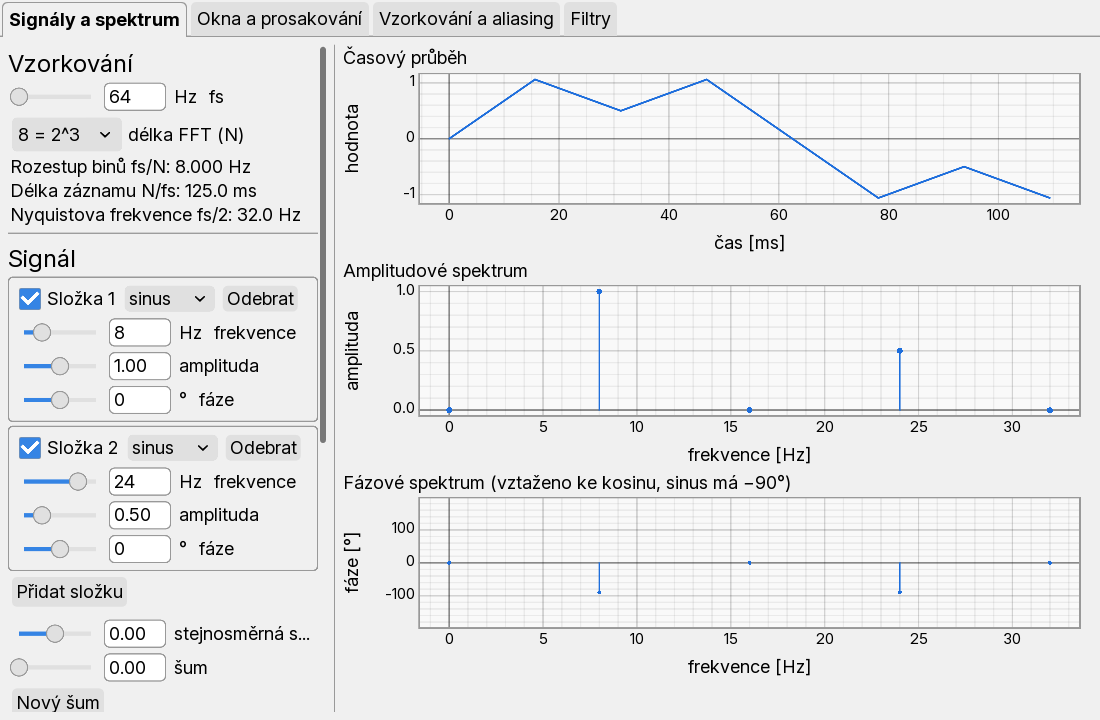 Signály a spektrum Okna a prosakování Vzorkování a aliasing Filtry
Vzorkování
64 Hz fs
8 = 2^3 délka FFT (N)
Rozestup binů fs/N: 8.000 Hz
Délka záznamu N/fs: 125.0 ms
Nyquistova frekvence fs/2: 32.0 Hz
Signál
Složka 1 sinus Odebrat
8 Hz frekvence
1.00 amplituda
0 ° fáze
Složka 2 sinus Odebrat
24 Hz frekvence
0.50 amplituda
0 ° fáze
Přidat složku
0.00 stejnosměrná s...
0.00 šum
Nový šum
Časový průběh
hodnota
1
0
-1
0 20 40 60 80 100
čas [ms]
Amplitudové spektrum
amplituda
1.0
0.5
0.0
0 5 10 15 20 25 30
frekvence [Hz]
Fázové spektrum (vztaženo ke kosinu, sinus má −90°)
fáze [°]
100
0
-100
0 5 10 15 20 25 30
frekvence [Hz]